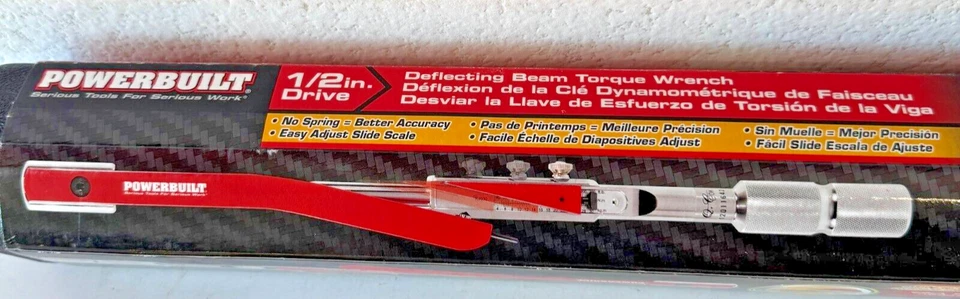 POWERBUILT®
Serious Tools For Serious Work®
1/2in.
Drive
Deflecting Beam Torque Wrench
Déflexion de la Clé Dynamométrique de Faisceau
Desviar la Llave de Esfuerzo de Torsión de la Viga
• No Spring = Better Accuracy
• Easy Adjust Slide Scale
• Pas de Printemps = Meilleure Précision
• Facile Échelle de Diapositives Adjust
• Sin Muelle = Mejor Precisión
• Fácil Slide Escala de Ajuste
POWERBUILT
Serious Tools For Serious Work